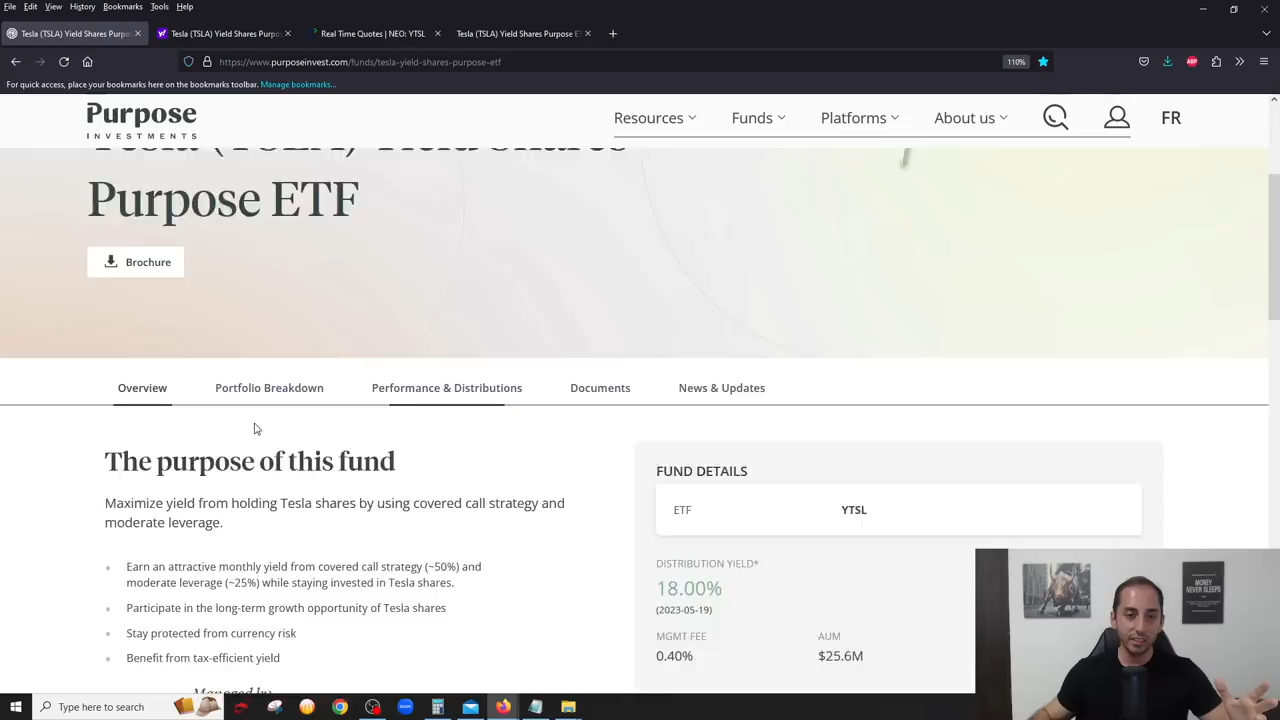 File Edit View History Bookmarks Tools Help
Tesla (TSLA) Yield Shares Purpo
Tesla (TSLA) Yield Shares Purpo
Real Time Quotes | NEO: YTSL
Tesla (TSLA) Yield Shares Purpose E
https://www.purposeinvest.com/funds/tesla-yield-shares-purpose-etf
110%
ABP
For quick access, place your bookmarks here on the bookmarks toolbar. Manage bookmarks...
Purpose
INVESTMENTS
Resources Funds Platforms About us FR
Tesla (TSLA) Yield Shares
Purpose ETF
Brochure
Overview Portfolio Breakdown Performance & Distributions Documents News & Updates
The purpose of this fund
Maximize yield from holding Tesla shares by using covered call strategy and
moderate leverage.
Earn an attractive monthly yield from covered call strategy (~50%) and
moderate leverage (~25%) while staying invested in Tesla shares.
Participate in the long-term growth opportunity of Tesla shares
Stay protected from currency risk
Benefit from tax-efficient yield
Managed by
FUND DETAILS
ETF YTSL
DISTRIBUTION YIELD*
18.00%
(2023-05-19)
MGMT FEE AUM
0.40% $25.6M
MONEY
NEVER SLEEPS
Type here to search